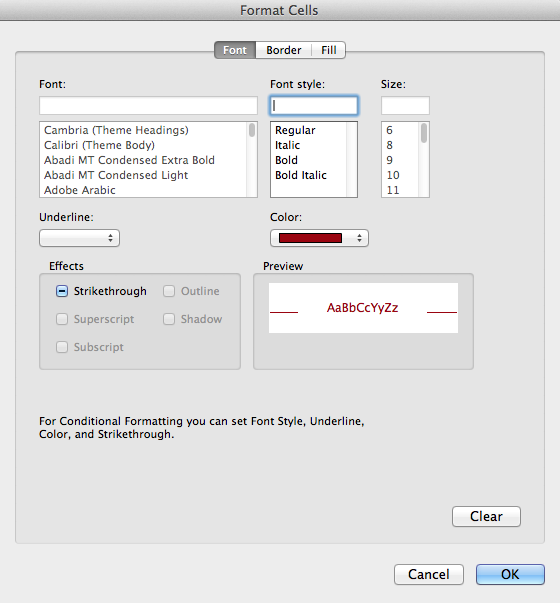 Format Cells
Font Border Fill
Font: Font style: Size:
Cambria (Theme Headings) Regular 6
Calibri (Theme Body) Italic 8
Abadi MT Condensed Extra Bold Bold 9
Abadi MT Condensed Light Bold Italic 10
Adobe Arabic 11
Underline: Color:
Effects Preview
Strikethrough Outline
AaBbCcYyZz
Superscript Shadow
Subscript
For Conditional Formatting you can set Font Style, Underline,
Color, and Strikethrough.
Clear
Cancel OK